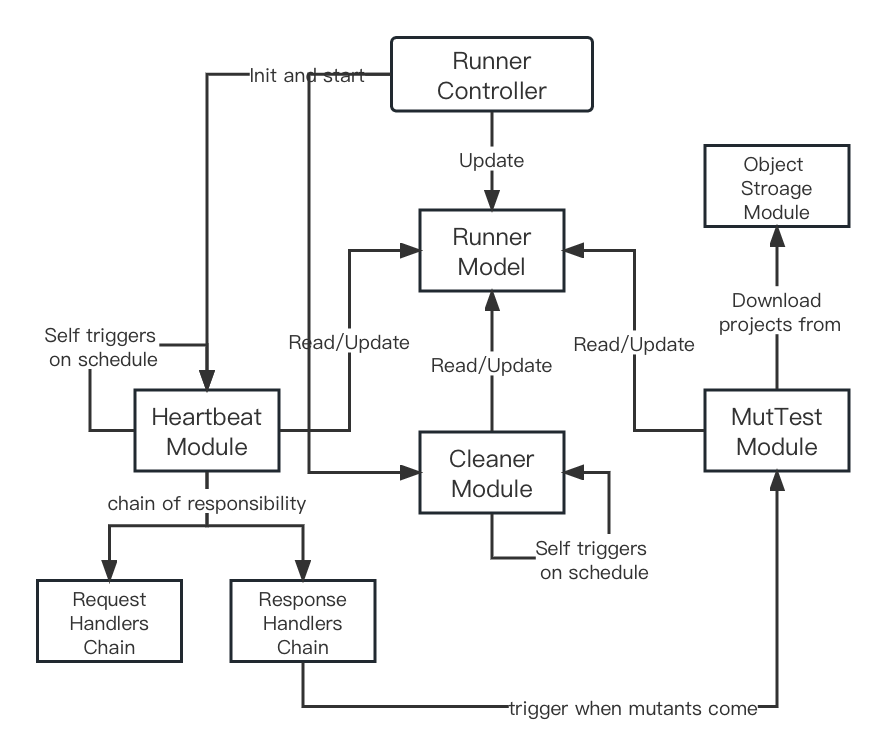 Runner
Controller
Init and start
Update
Object
Stroage
Module
Runner
Model
Download
projects from
Self triggers
on schedule
Read/Update
Read/Update
Read/Update
Heartbeat
Module
MutTest
Module
Cleaner
Module
chain of responsibility
Self triggers
on schedule
Request
Handlers
Chain
Response
Handlers
Chain
trigger when mutants come